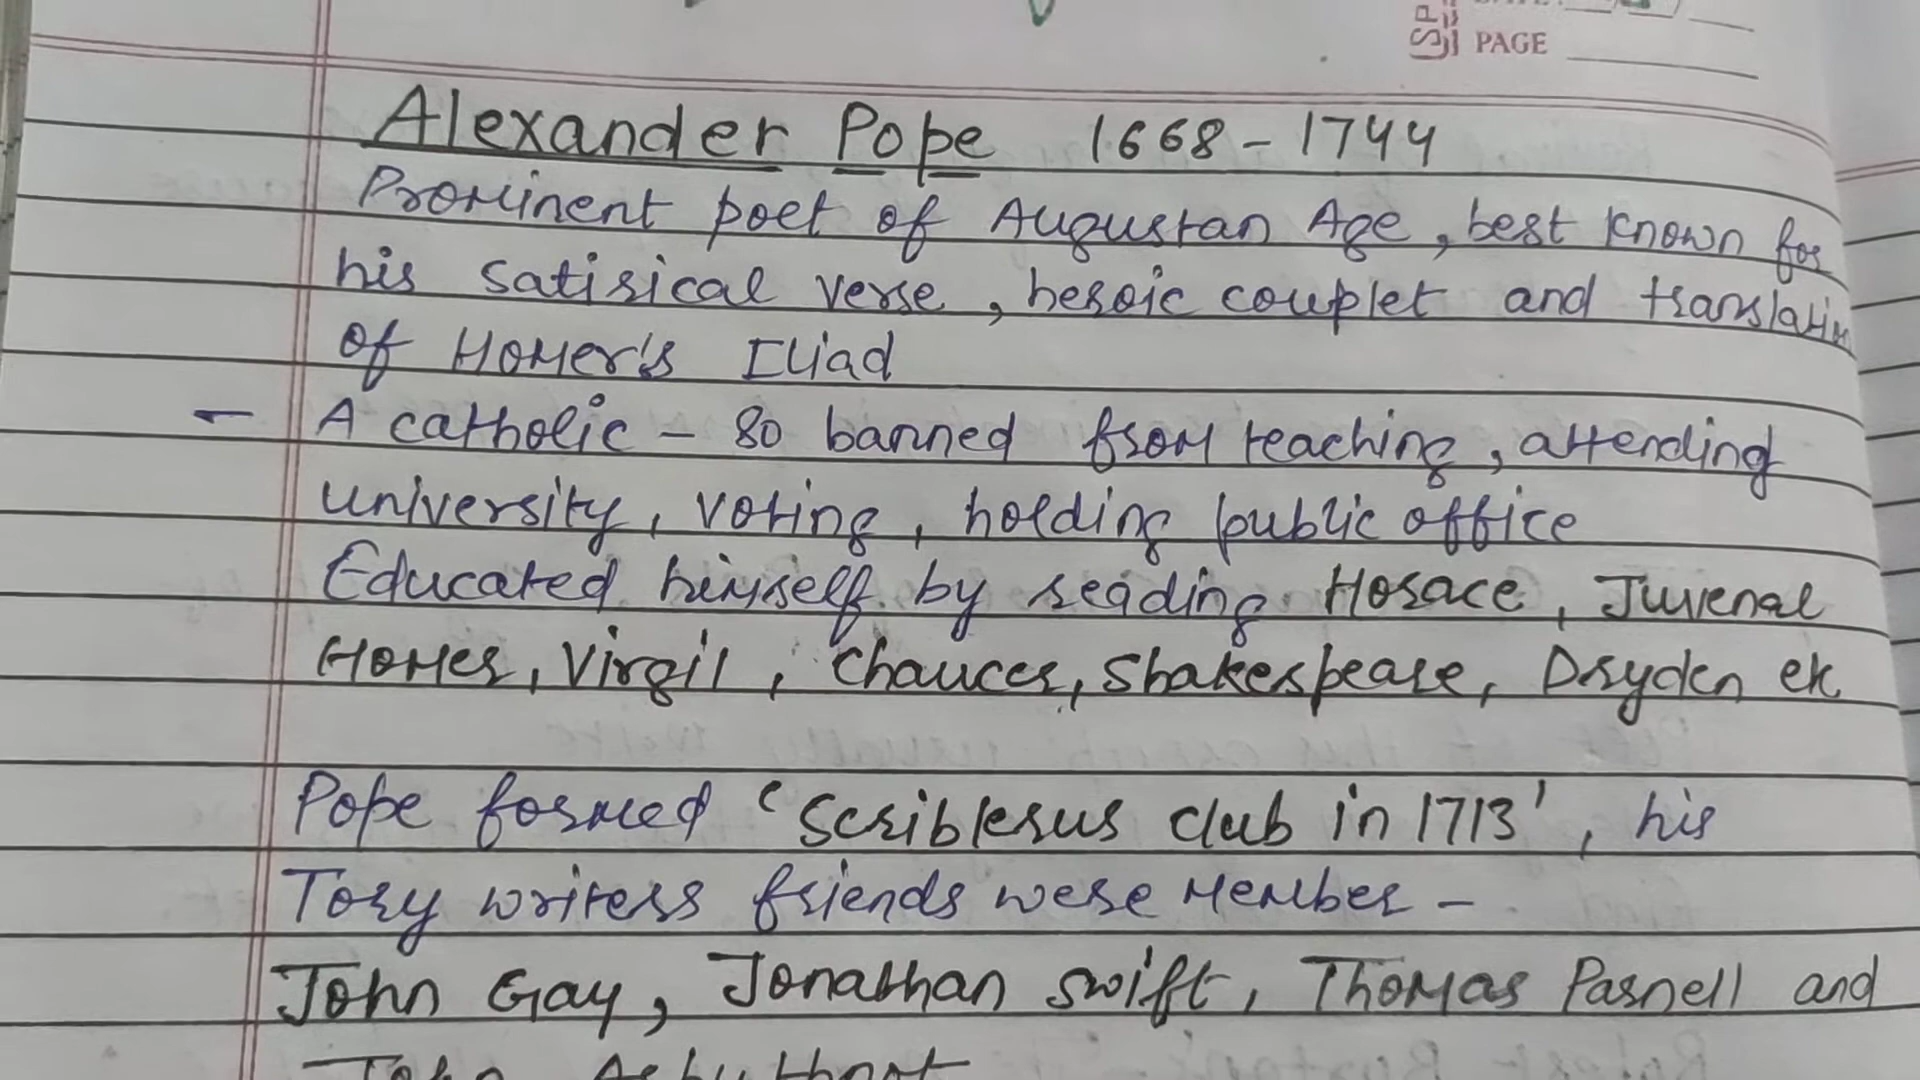 PAGE
Alexander Pope 1668-1744
Prominent poet of Augustan Age, best known for
his satirical verse, heroic couplet and translation
of Homer's Iliad
- A catholic - so banned from teaching, attending
university, voting, holding public office
Educated himself by reading Horace, Juvenal
Homer, Virgil, Chaucer, Shakespeare, Dryden etc
Pope formed 'Scriblerus club in 1713', his
Tory writers friends were member -
John Gay, Jonathan swift, Thomas Parnell and
John Arbuthnot